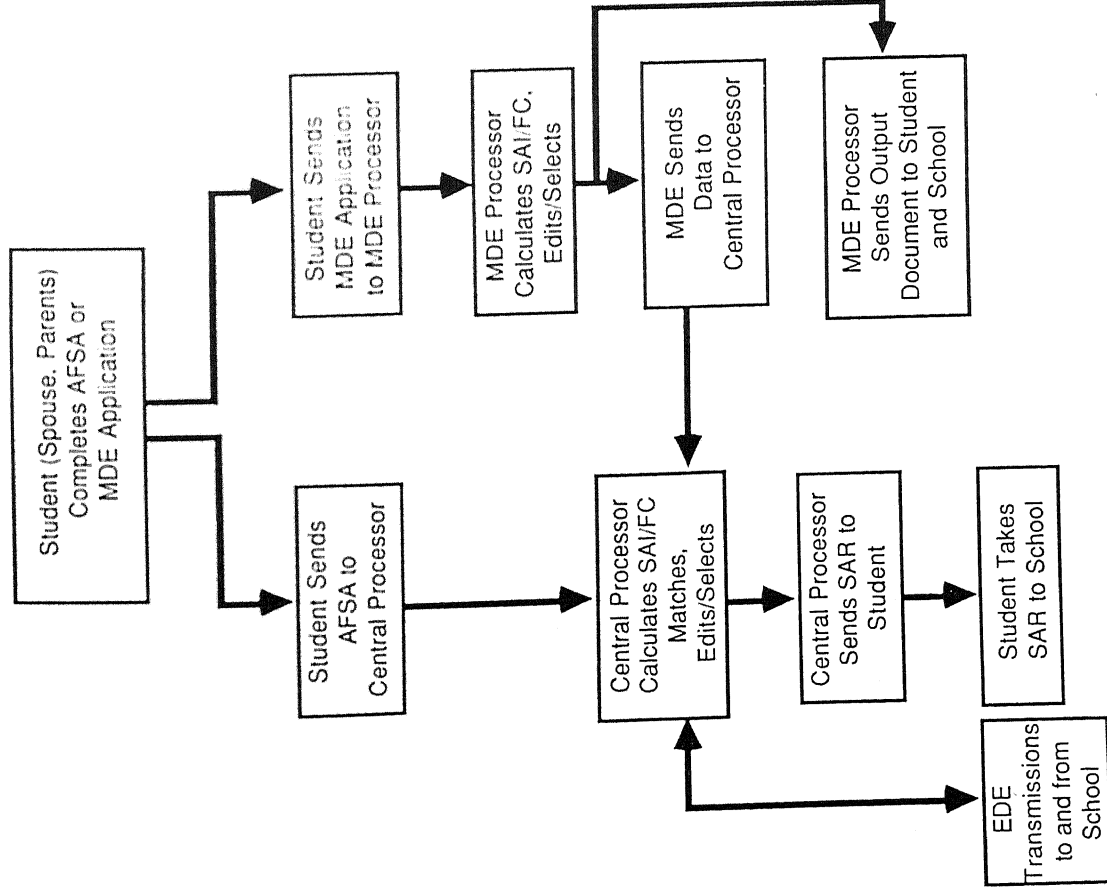 Student (Spouse, Parents)
Completes AFSA or
MDE Application
Student Sends
AFSA to
Central Processor
Student Sends
MDE Application
to MDE Processor
MDE Processor
Calculates SAI/FC,
Edits/Selects
MDE Sends
Data to
Central Processor
MDE Processor
Sends Output
Document to Student
and School
Central Processor
Calculates SAI/FC
Matches,
Edits/Selects
Central Processor
Sends SAR to
Student
Student Takes
SAR to School
EDE
Transmissions
to and from
School